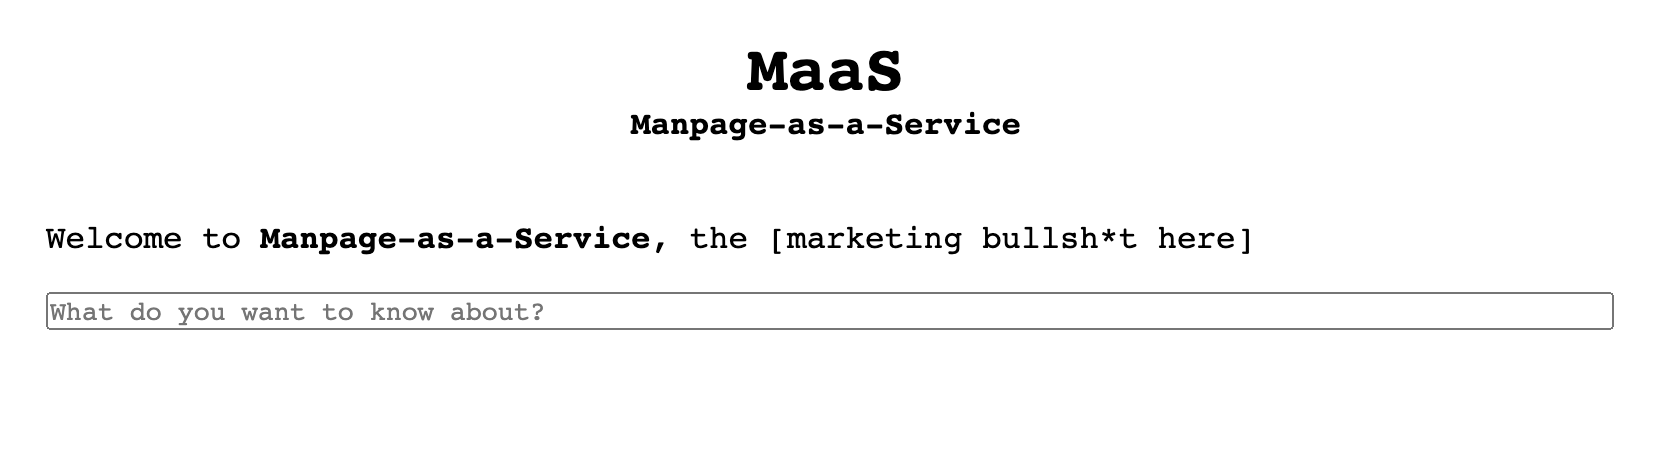 MaaS
Manpage-as-a-Service
Welcome to Manpage-as-a-Service, the [marketing bullsh*t here]
What do you want to know about?